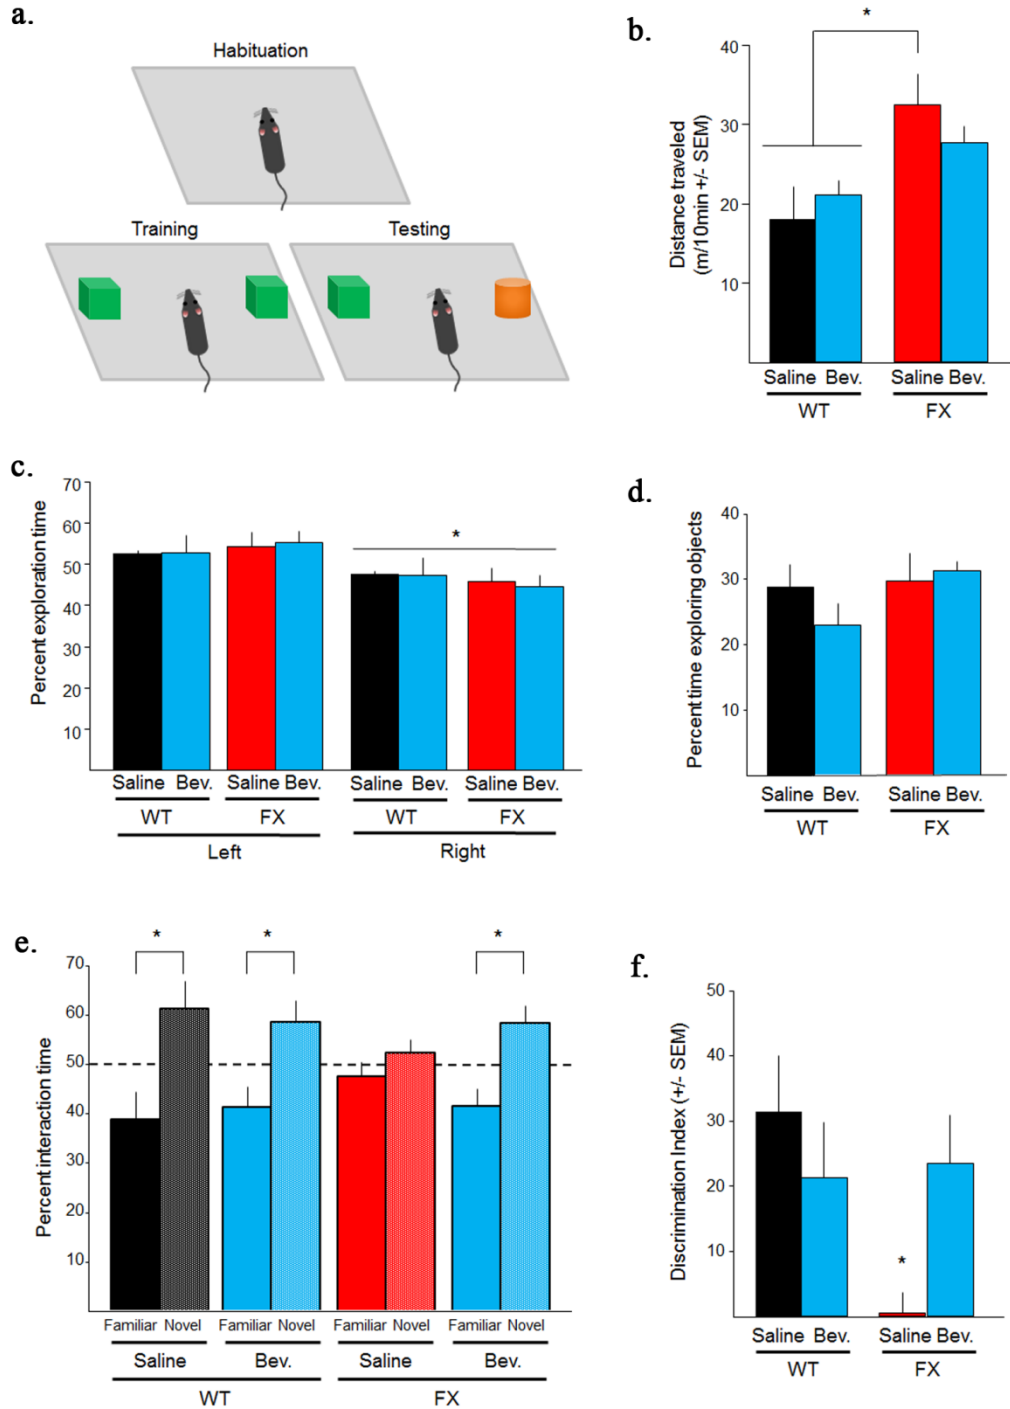 a.
Habituation
Training
Testing
b.
*
Distance traveled
(m/10min +/- SEM)
40
30
20
10
Saline Bev. Saline Bev.
WT FX
c.
Percent exploration time
70
60
50
40
30
20
10
*
Saline Bev. Saline Bev. Saline Bev. Saline Bev.
WT FX WT FX
Left Right
d.
Percent time exploring objects
40
30
20
10
Saline Bev. Saline Bev.
WT FX
e.
* * *
Percent interaction time
70
60
50
40
30
20
10
Familiar Novel Familiar Novel Familiar Novel Familiar Novel
Saline Bev. Saline Bev.
WT FX
f.
Discrimination Index (+/- SEM)
50
40
30
20
10
*
Saline Bev. Saline Bev.
WT FX